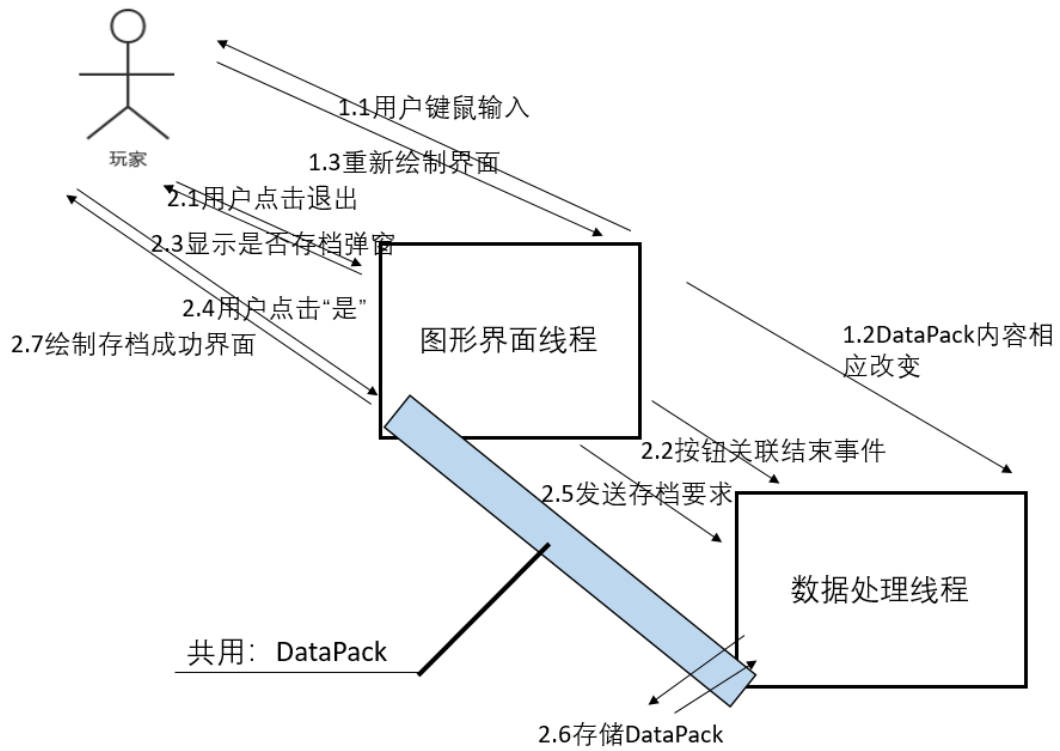 玩家
1.1用户键鼠输入
1.3重新绘制界面
2.1用户点击退出
2.3显示是否存档弹窗
2.4用户点击“是”
2.7绘制存档成功界面
图形界面线程
1.2DataPack内容相
应改变
2.2按钮关联结束事件
2.5发送存档要求
数据处理线程
共用：DataPack
2.6存储DataPack